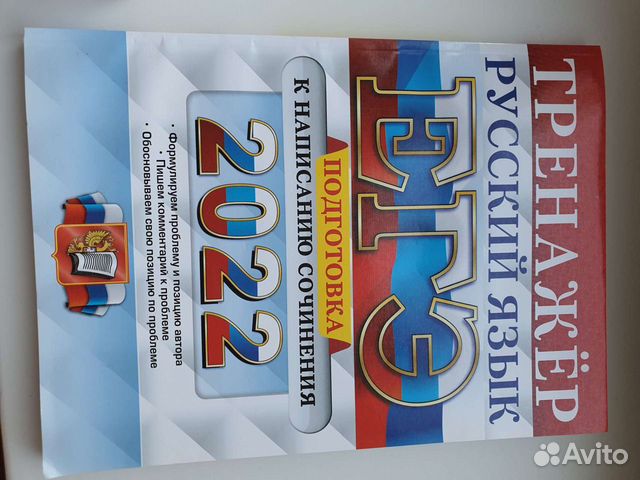 ТРЕНАЖЁР
РУССКИЙ ЯЗЫК
ЕГЭ
ПОДГОТОВКА
К НАПИСАНИЮ СОЧИНЕНИЯ
2022
• Формулируем проблему и позицию автора
• Пишем комментарий к проблеме
• Обосновываем свою позицию по проблеме
Avito